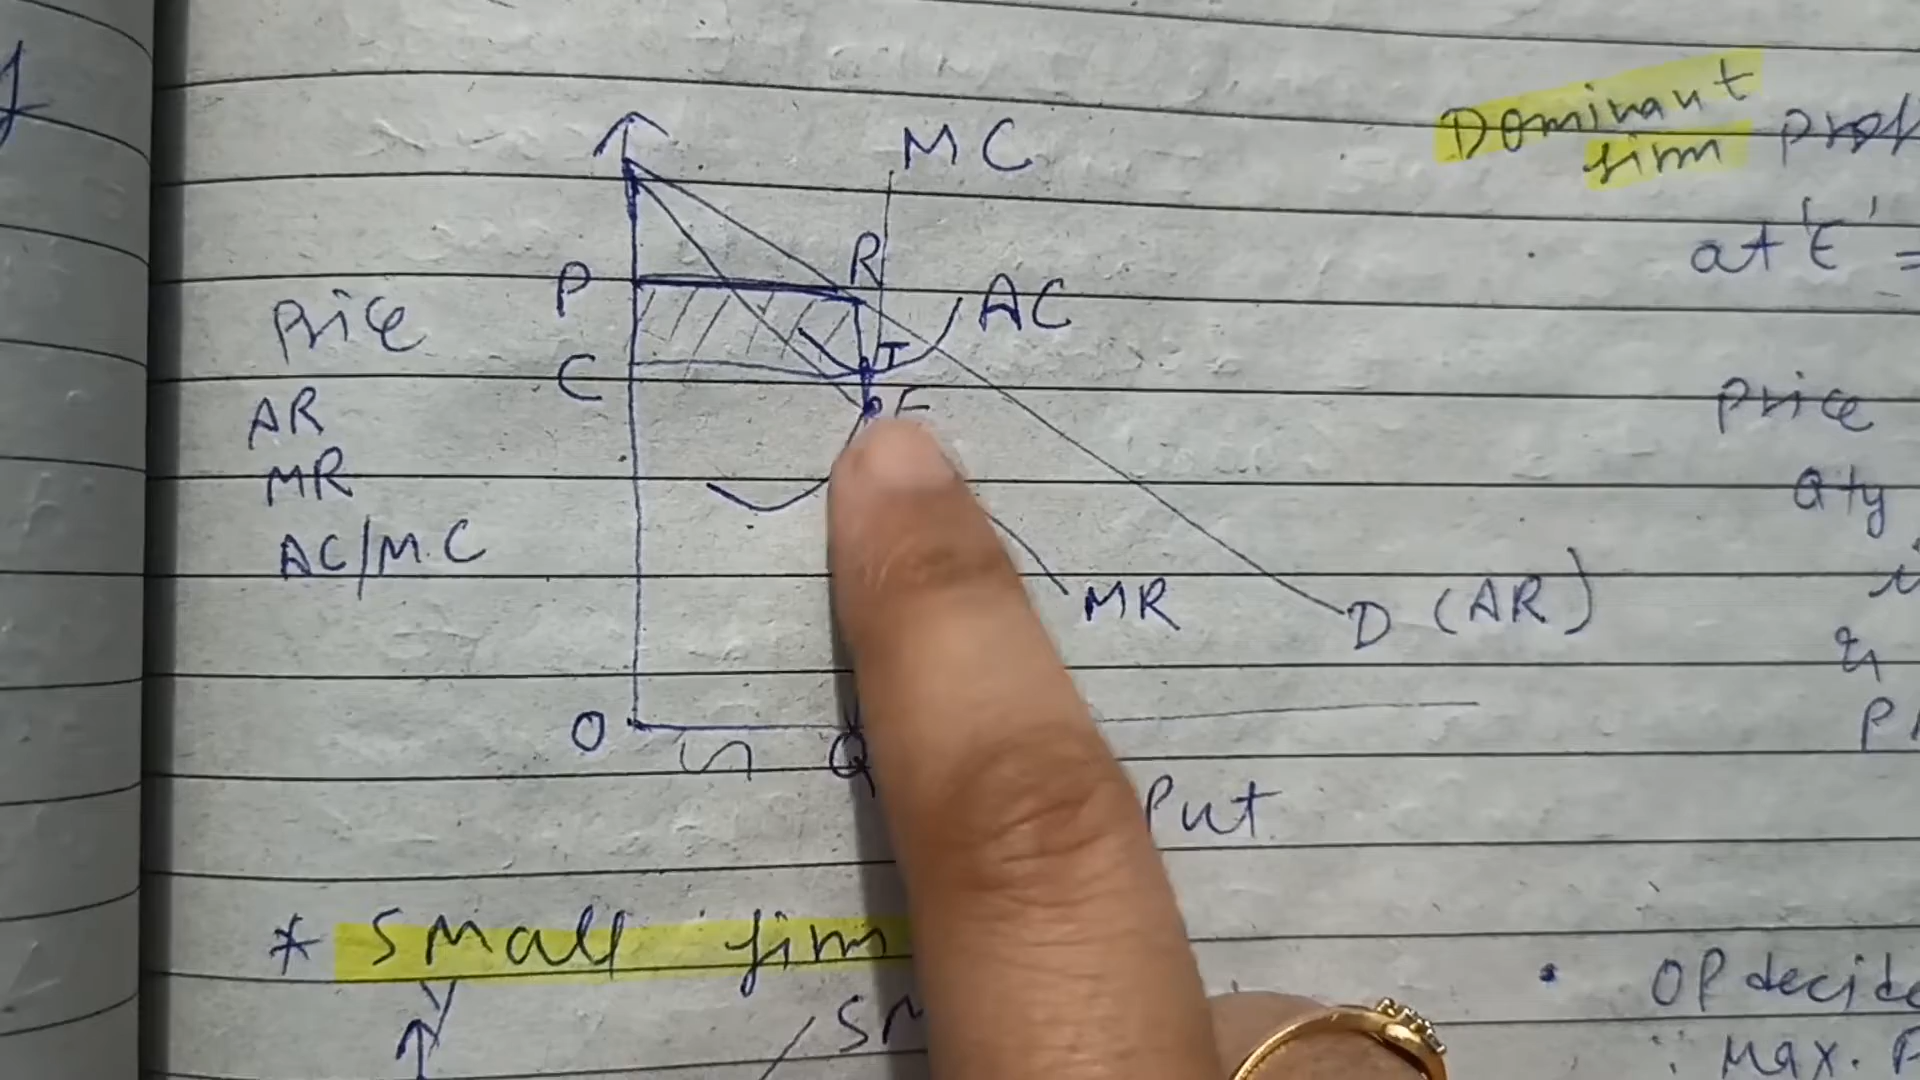 MC
Dominant
firm
at 'E' =
R
P
AC
Price
T
C
E
AR
Price
MR
Qty
AC/MC
MR
D (AR)
O
Q
Put
* Small firm
Y
OP decide
Max. P